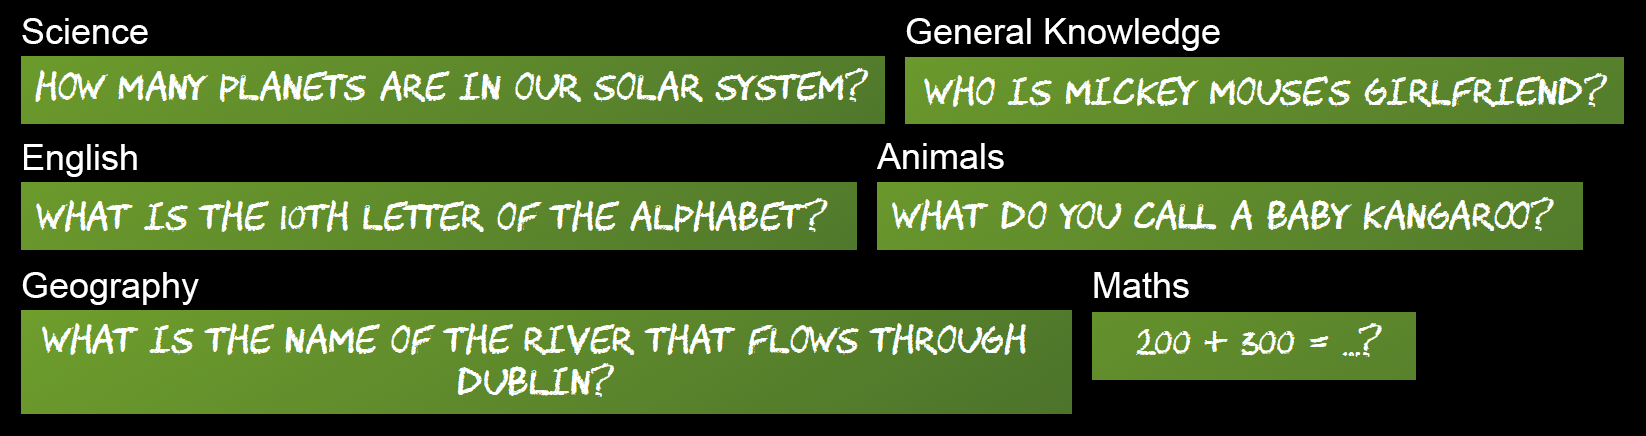 Science
HOW MANY PLANETS ARE IN OUR SOLAR SYSTEM?
General Knowledge
WHO IS MICKEY MOUSE'S GIRLFRIEND?
English
WHAT IS THE 10TH LETTER OF THE ALPHABET?
Animals
WHAT DO YOU CALL A BABY KANGAROO?
Geography
WHAT IS THE NAME OF THE RIVER THAT FLOWS THROUGH
DUBLIN?
Maths
200 + 300 = ...?